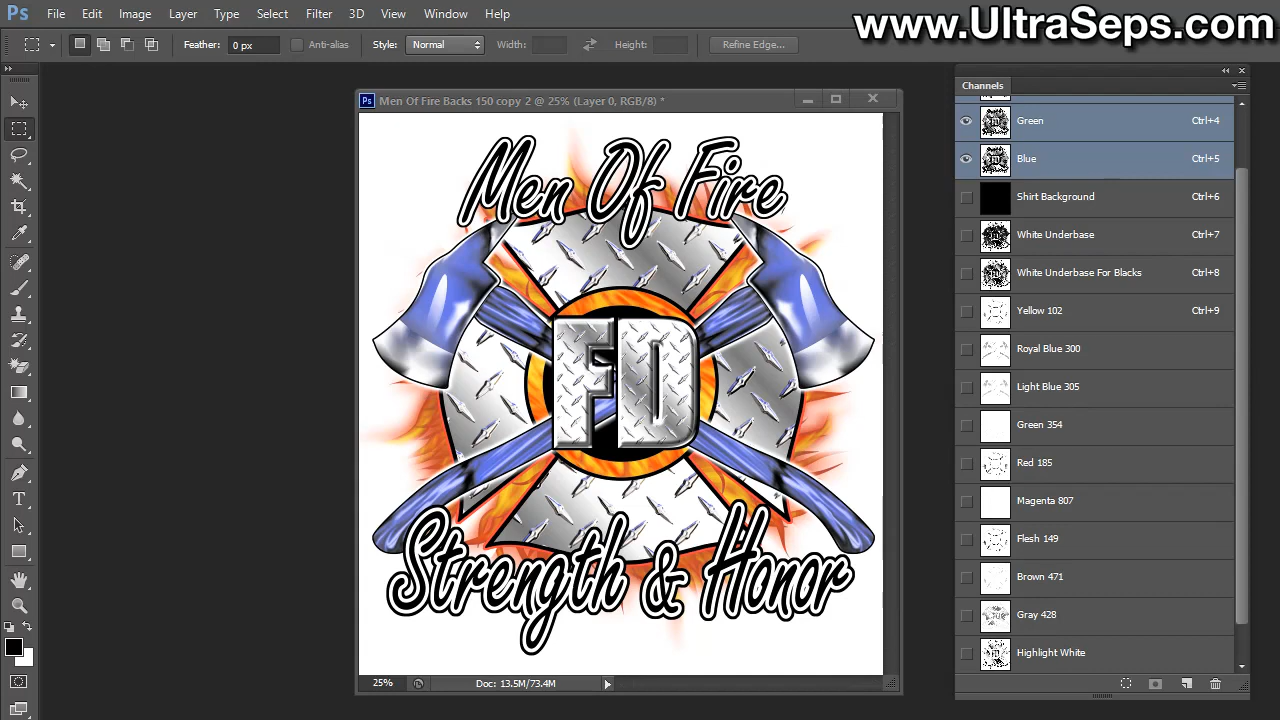 Ps File Edit Image Layer Type Select Filter 3D View Window Help
www.UltraSeps.com
Feather: 0 px Anti-alias Style: Normal Width: Height: Refine Edge...
Channels
Ps Men Of Fire Backs 150 copy 2 @ 25% (Layer 0, RGB/8) *
Green Ctrl+4
Blue Ctrl+5
Shirt Background Ctrl+6
White Underbase Ctrl+7
White Underbase For Blacks Ctrl+8
Yellow 102 Ctrl+9
Royal Blue 300
Light Blue 305
Green 354
Red 185
Magenta 807
Flesh 149
Brown 471
Gray 428
Highlight White
Men Of Fire
FD
Strength & Honor
25% Doc: 13.5M/73.4M